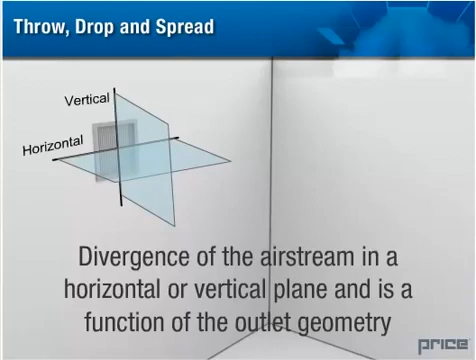 Throw, Drop and Spread
Vertical
Horizontal
Divergence of the airstream in a
horizontal or vertical plane and is a
function of the outlet geometry
PRICE